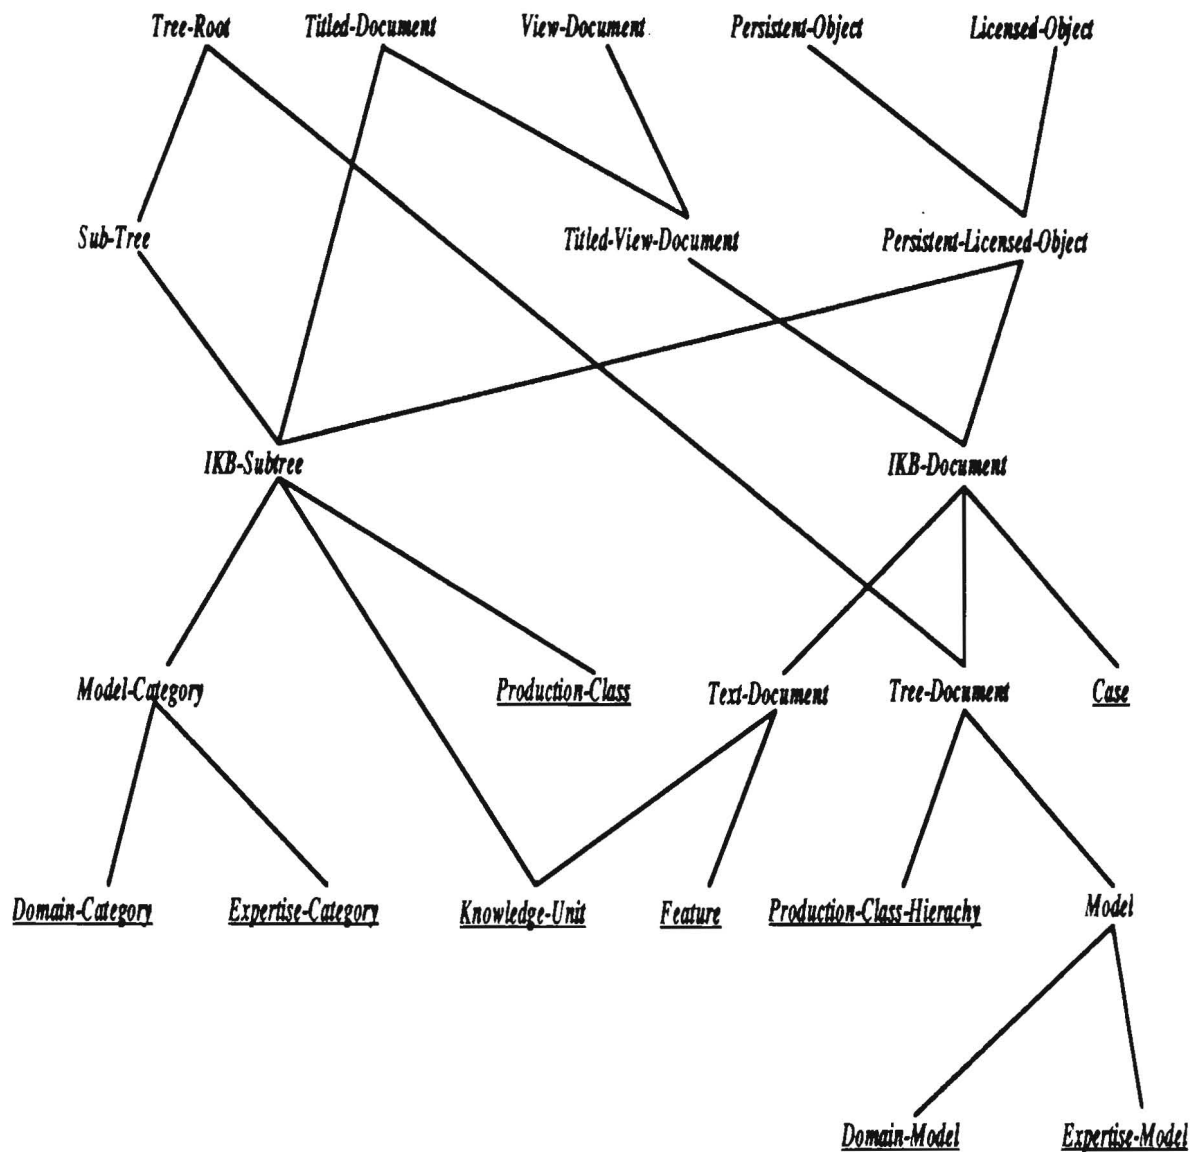 Tree-Root Titled-Document View-Document Persistent-Object Licensed-Object
Sub-Tree Titled-View-Document Persistent-Licensed-Object
IKB-Subtree IKB-Document
Model-Category Production-Class Text-Document Tree-Document Case
Domain-Category Expertise-Category Knowledge-Unit Feature Production-Class-Hierachy Model
Domain-Model Expertise-Model